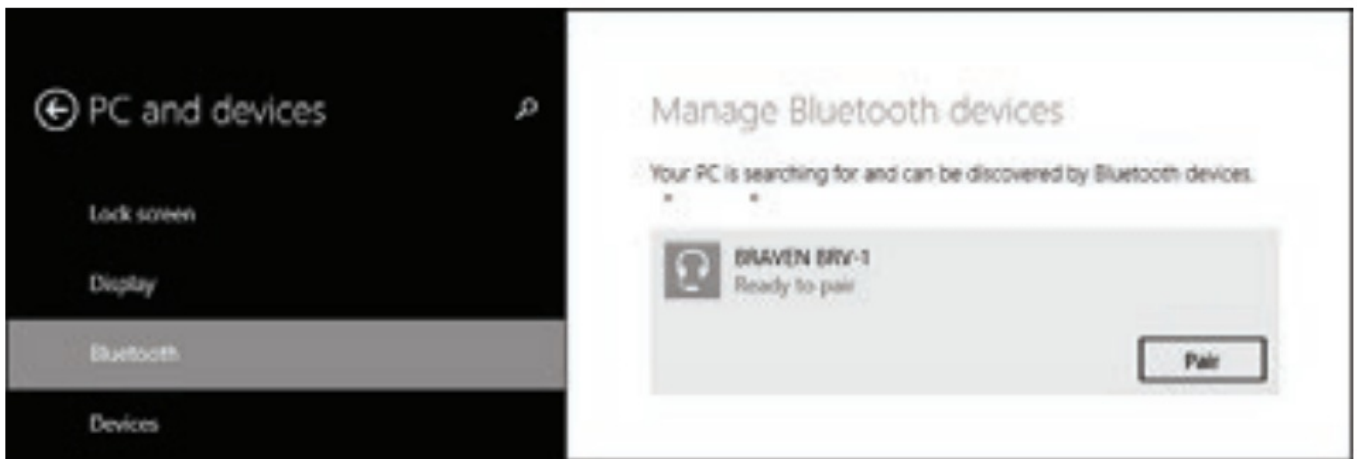 PC and devices
Lock screen
Display
Bluetooth
Devices
Manage Bluetooth devices
Your PC is searching for and can be discovered by Bluetooth devices.
BRAVEN BRV-1
Ready to pair
Pair